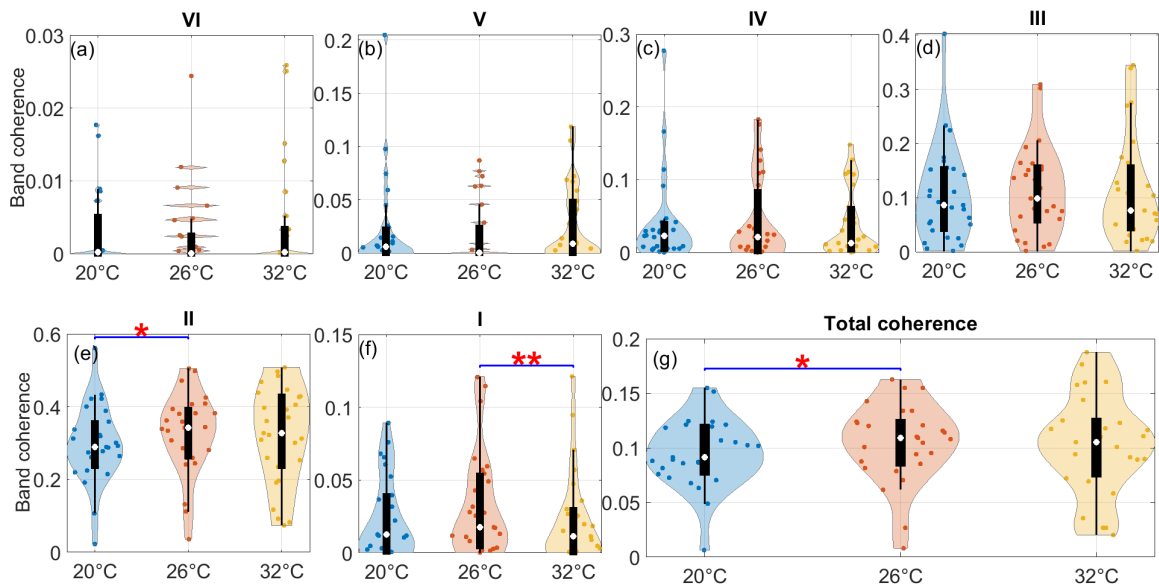 VI V IV III
Band coherence
(a) (b) (c) (d)
0.03 0.2 0.3 0.4
0.3
0.02 0.15 0.2
0.1 0.2
0.01 0.1
0.05 0.1
0 0 0 0
20°C 26°C 32°C 20°C 26°C 32°C 20°C 26°C 32°C 20°C 26°C 32°C
II I Total coherence
Band coherence
(e) * (f) ** (g) *
0.6 0.15 0.2
0.4 0.1 0.15
0.1
0.2 0.05 0.05
0 0 0
20°C 26°C 32°C 20°C 26°C 32°C 20°C 26°C 32°C